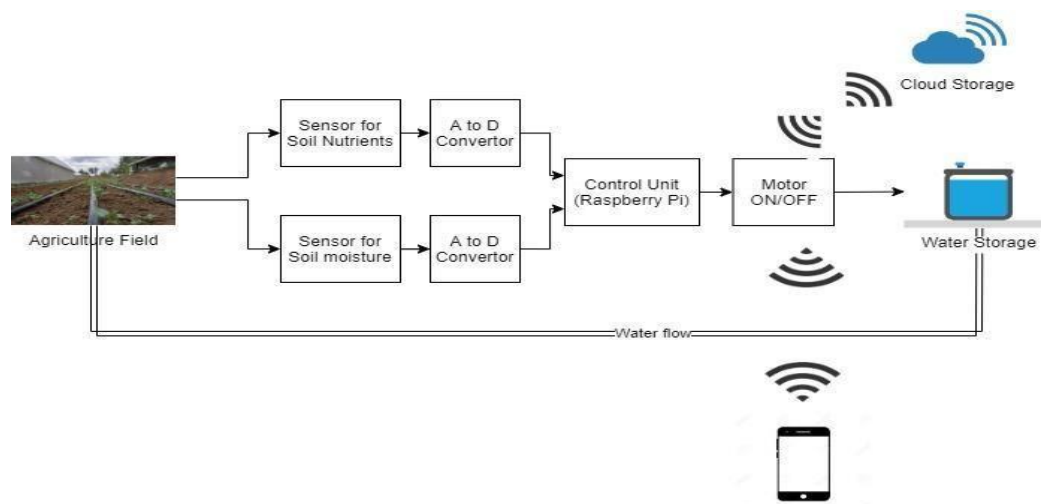 Cloud Storage
Sensor for
Soil Nutrients
A to D
Convertor
Control Unit
(Raspberry Pi)
Motor
ON/OFF
Agriculture Field
Sensor for
Soil moisture
A to D
Convertor
Water Storage
Water flow